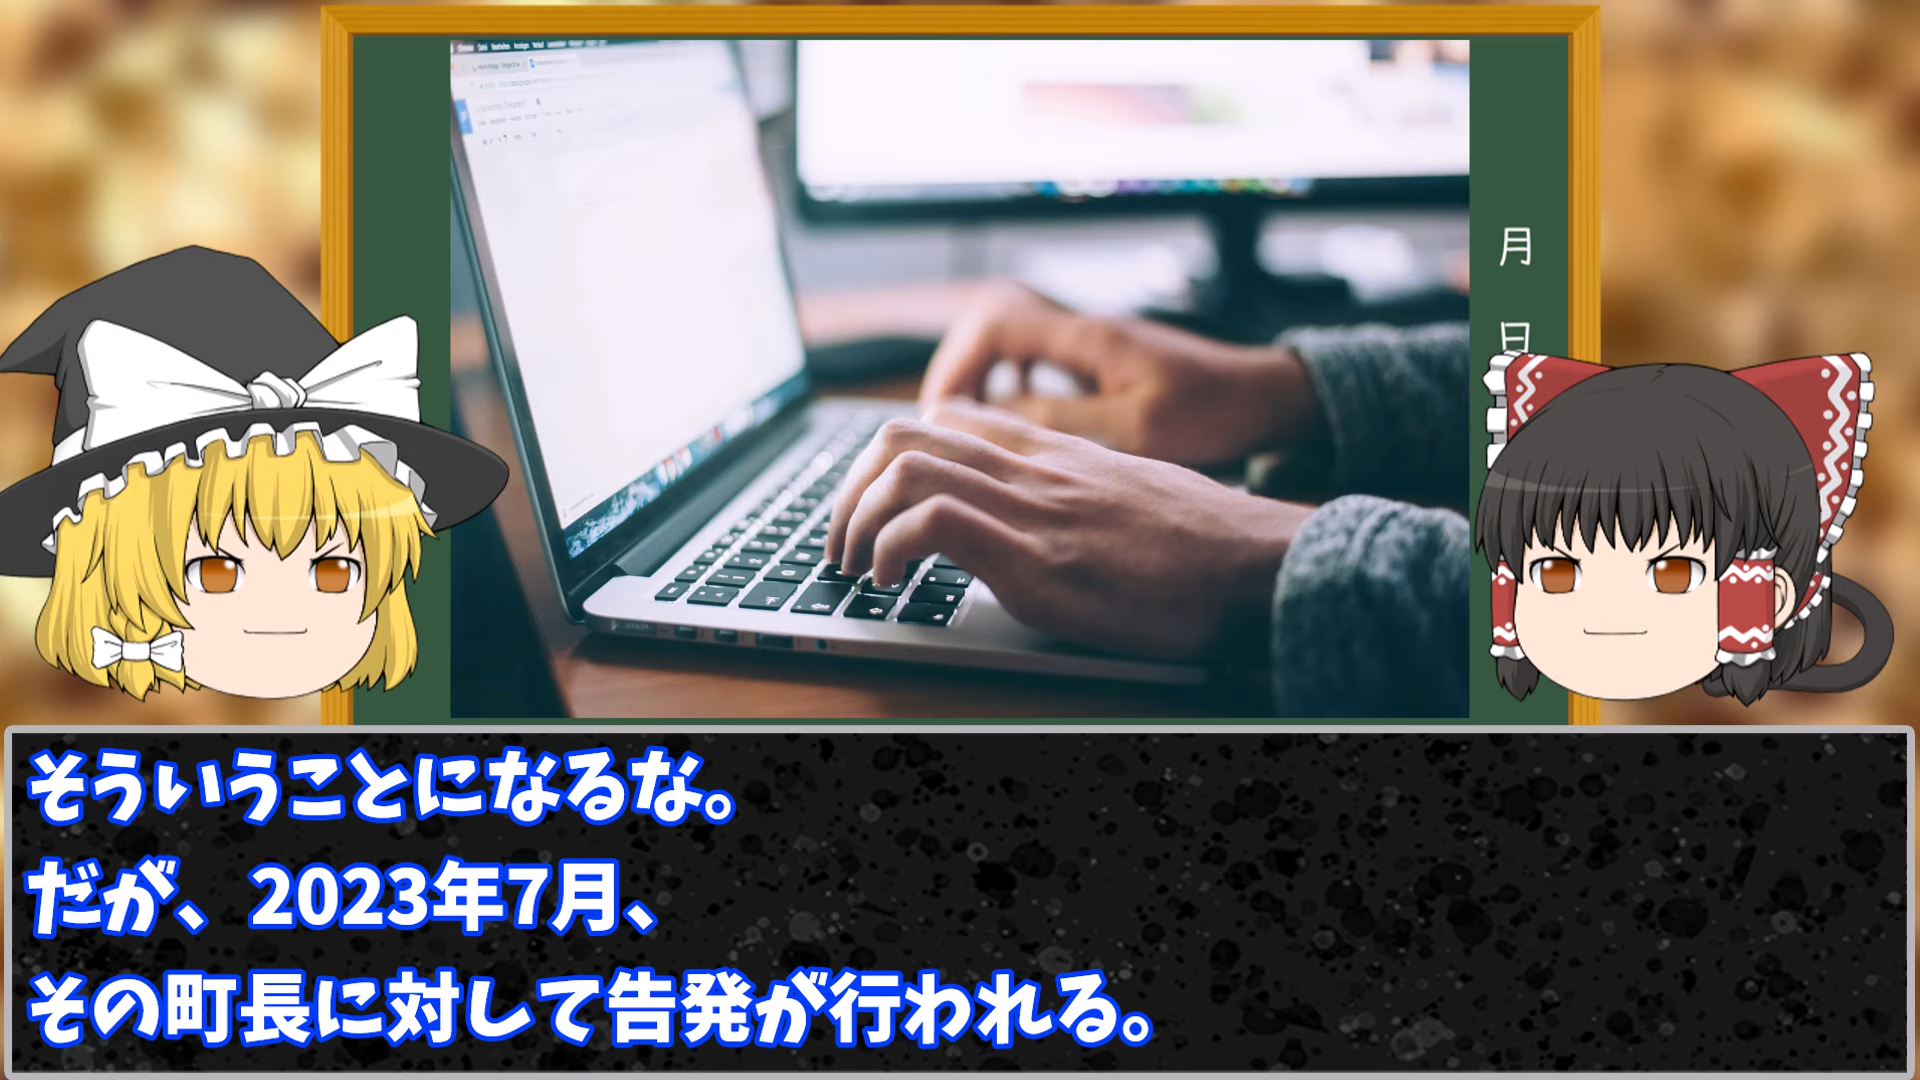 月
日
そういうことになるな。
だが、2023年7月、
その町長に対して告発が行われる。